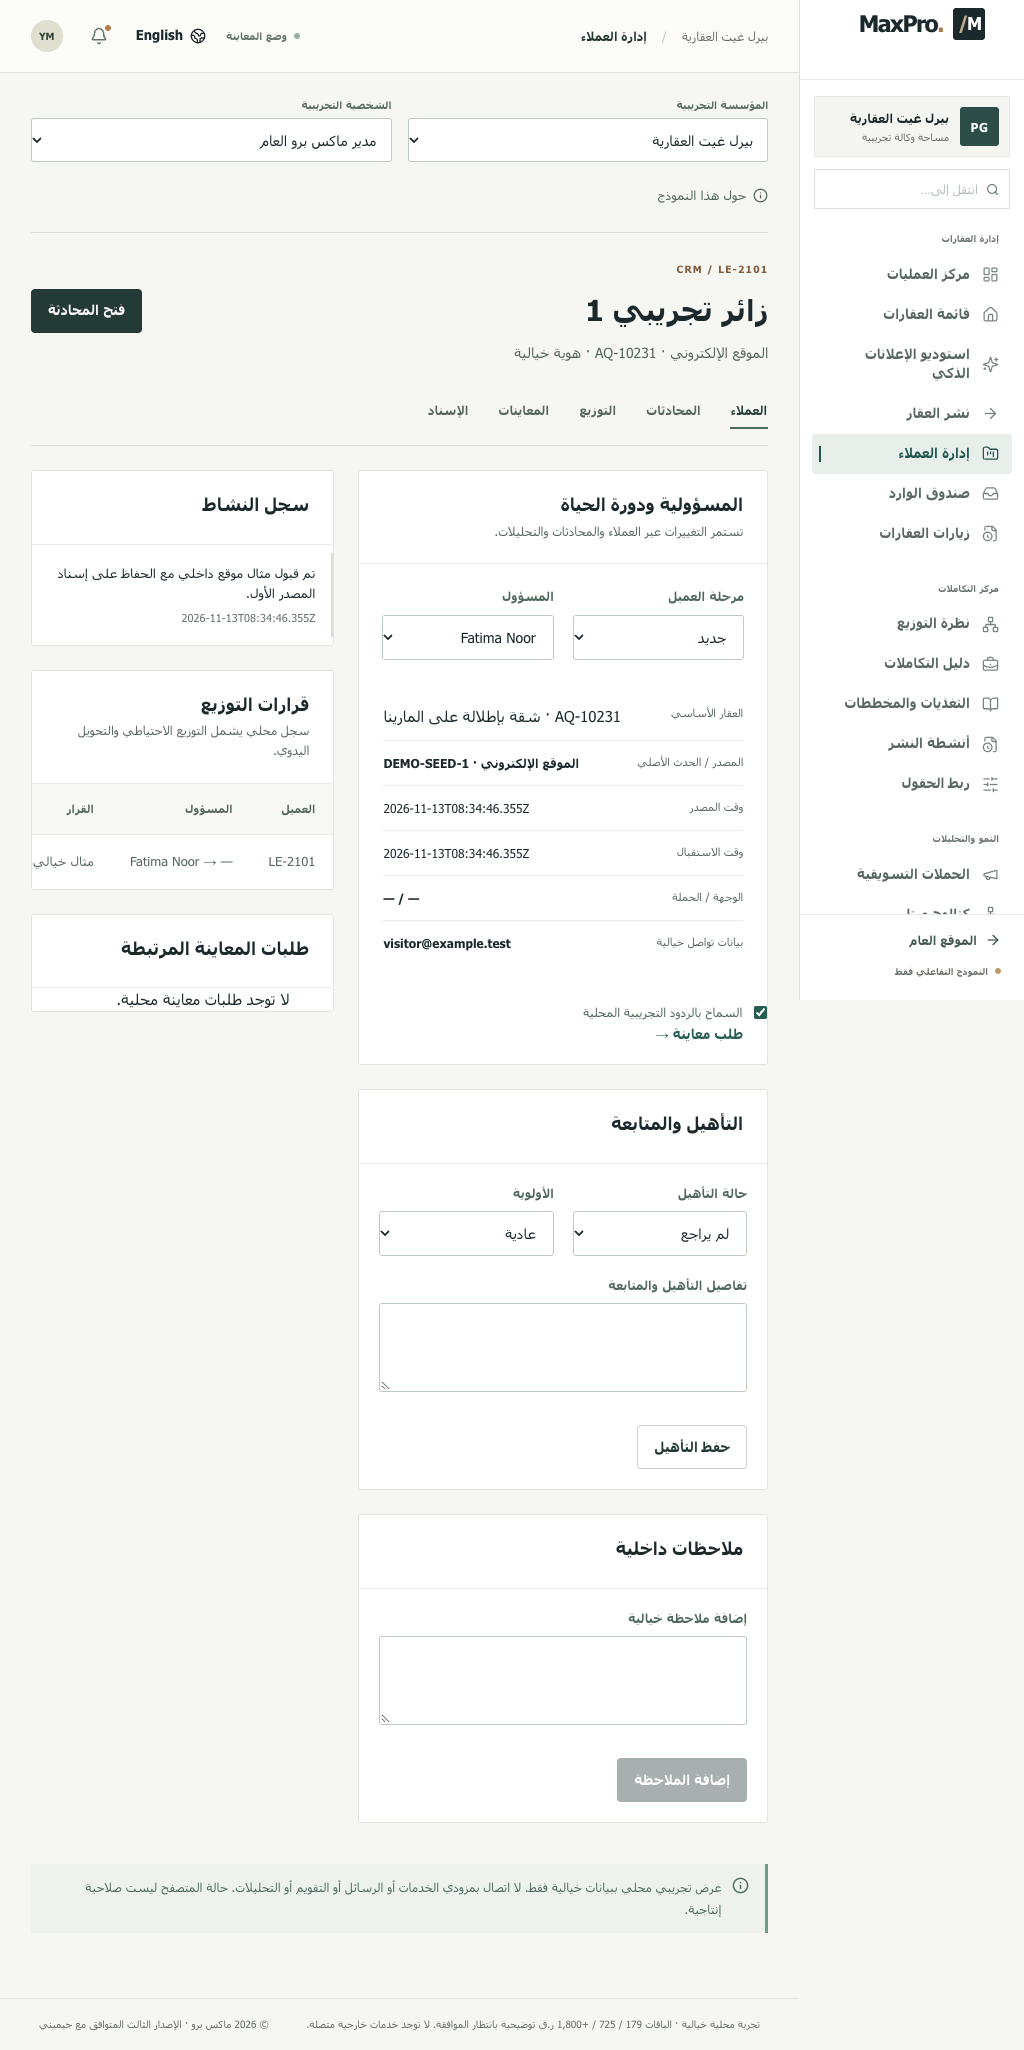 MaxPro.
/M
PG
بيرل غيت العقارية
مساحة وكالة تجريبية
انتقل إلى...
إدارة العقارات
مركز العمليات
قائمة العقارات
استوديو الإعلانات
الذكي
نشر العقار
إدارة العملاء
صندوق الوارد
زيارات العقارات
مركز التكاملات
نظرة التوزيع
دليل التكاملات
التغذيات والمخططات
أنشطة النشر
ربط الحقول
النمو والتحليلات
الحملات التسويقية
الموقع العام
النموذج التفاعلي فقط
بيرل غيت العقارية / إدارة العملاء
وضع المعاينة
English
YM
المؤسسة التجريبية
بيرل غيت العقارية
الشخصية التجريبية
مدير ماكس برو العام
حول هذا النموذج
CRM / LE-2101
زائر تجريبي 1
الموقع الإلكتروني · AQ-10231 · هوية خيالية
فتح المحادثة
العملاء
المحادثات
التوزيع
المعاينات
الإسناد
المسؤولية ودورة الحياة
تستمر التغييرات عبر العملاء والمحادثات والتحليلات.
مرحلة العميل
جديد
المسؤول
Fatima Noor
العقار الأساسي
AQ-10231 · شقة بإطلالة على المارينا
المصدر / الحدث الأصلي
الموقع الإلكتروني · DEMO-SEED-1
وقت المصدر
2026-11-13T08:34:46.355Z
وقت الاستقبال
2026-11-13T08:34:46.355Z
الوجهة / الحملة
— / —
بيانات تواصل خيالية
visitor@example.test
السماح بالردود التجريبية المحلية
طلب معاينة →
التأهيل والمتابعة
حالة التأهيل
لم يراجع
الأولوية
عادية
تفاصيل التأهيل والمتابعة
حفظ التأهيل
ملاحظات داخلية
إضافة ملاحظة خيالية
إضافة الملاحظة
سجل النشاط
تم قبول مثال موقع داخلي مع الحفاظ على إسناد
المصدر الأول.
2026-11-13T08:34:46.355Z
قرارات التوزيع
سجل محلي يشمل التوزيع الاحتياطي والتحويل
اليدوي.
العميل
المسؤول
القرار
LE-2101
— → Fatima Noor
مثال خيالي
طلبات المعاينة المرتبطة
لا توجد طلبات معاينة محلية.
عرض تجريبي محلي ببيانات خيالية فقط. لا اتصال بمزودي الخدمات أو الرسائل أو التقويم أو التحليلات. حالة المتصفح ليست صلاحية
إنتاجية.
تجربة محلية خيالية · الباقات 179 / 725 / 1,800+ ر.ق توضيحية بانتظار الموافقة. لا توجد خدمات خارجية متصلة.
© 2026 ماكس برو · الإصدار الثالث المتوافق مع جيميني